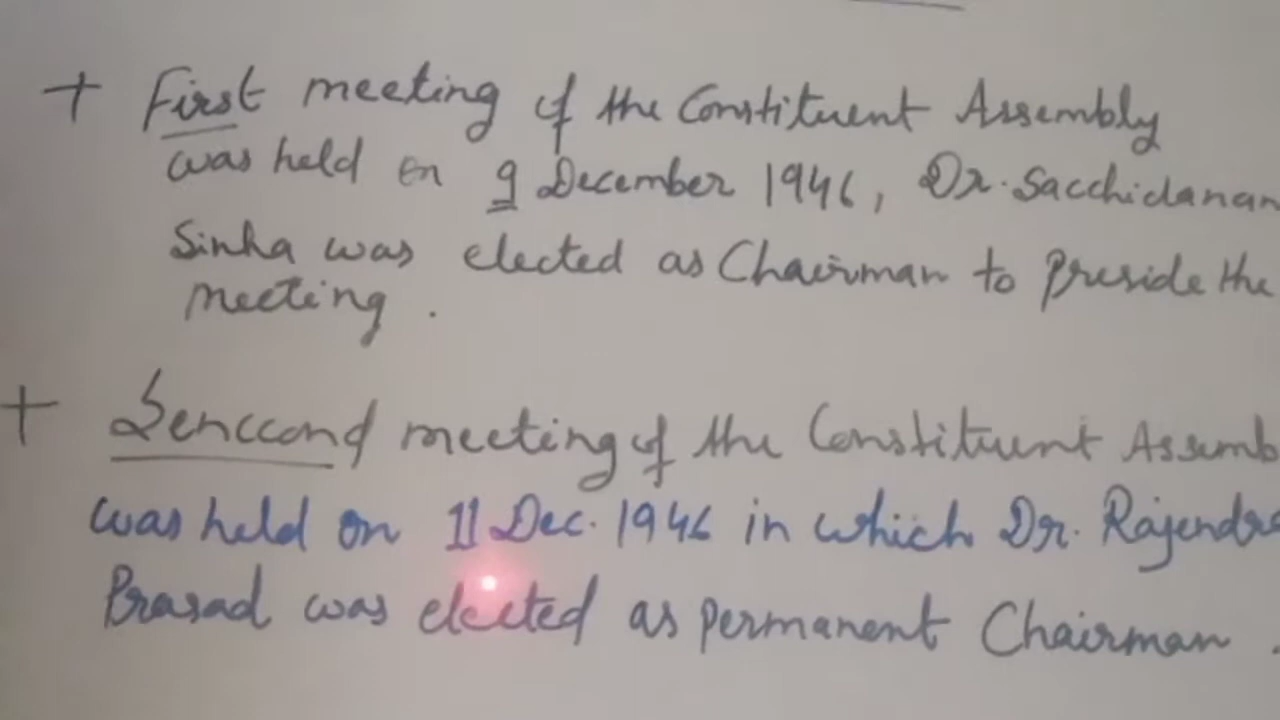 + First meeting of the Constituent Assembly
was held on 9 December 1946, Dr. Sacchidanan
Sinha was elected as Chairman to preside the
meeting.
+ Senccond meeting of the Constituent Assemb
was held on 11 Dec. 1946 in which Dr. Rajendra
Prasad was elected as permanent Chairman.